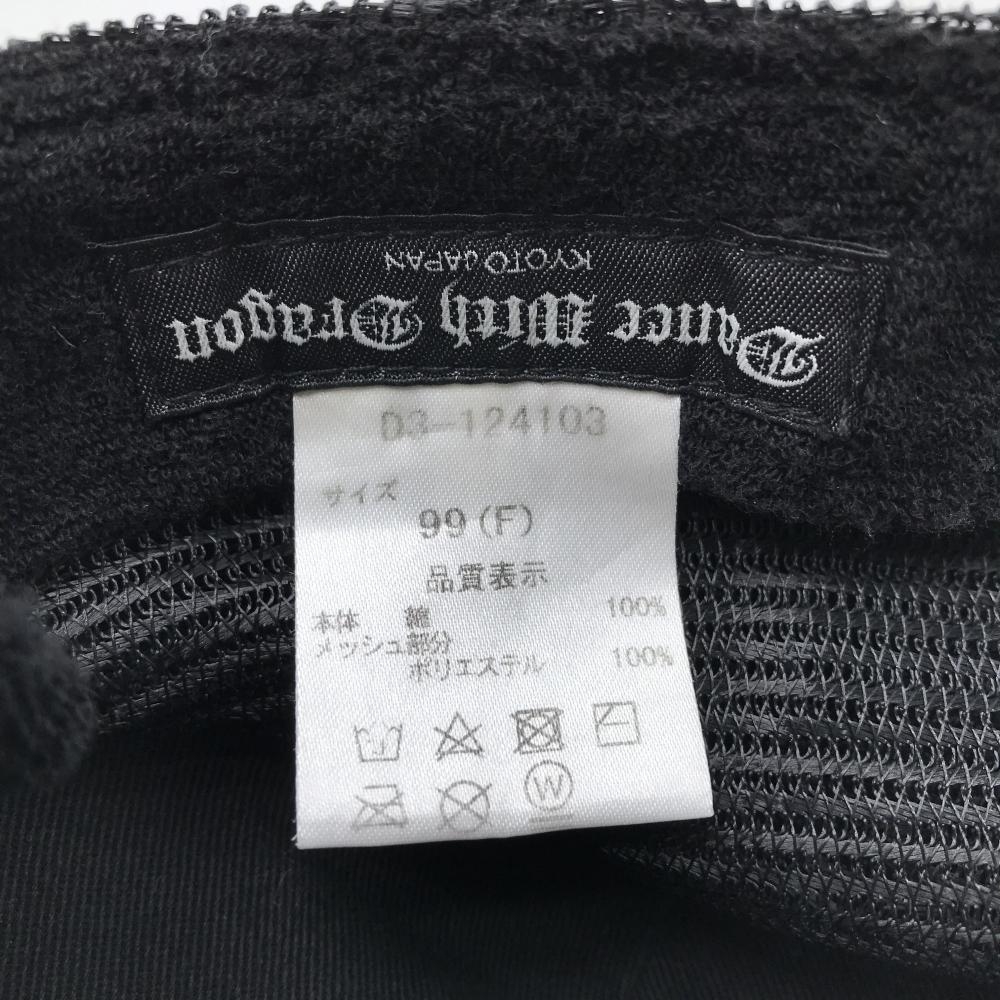 Dance With Dragon
KYOTO JAPAN
D3-124103
サイズ
99(F)
品質表示
本体 綿 100%
メッシュ部分
ポリエステル 100%
W